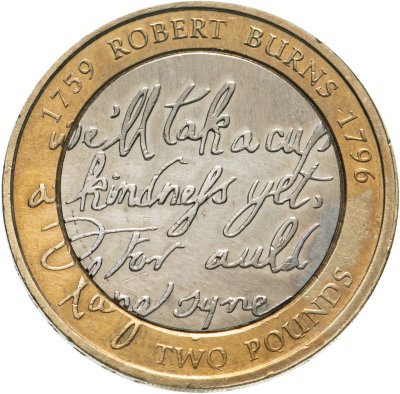 1759 ROBERT BURNS 1796
we'll tak a cup
a kindness yet,
for auld
lang syne
TWO POUNDS